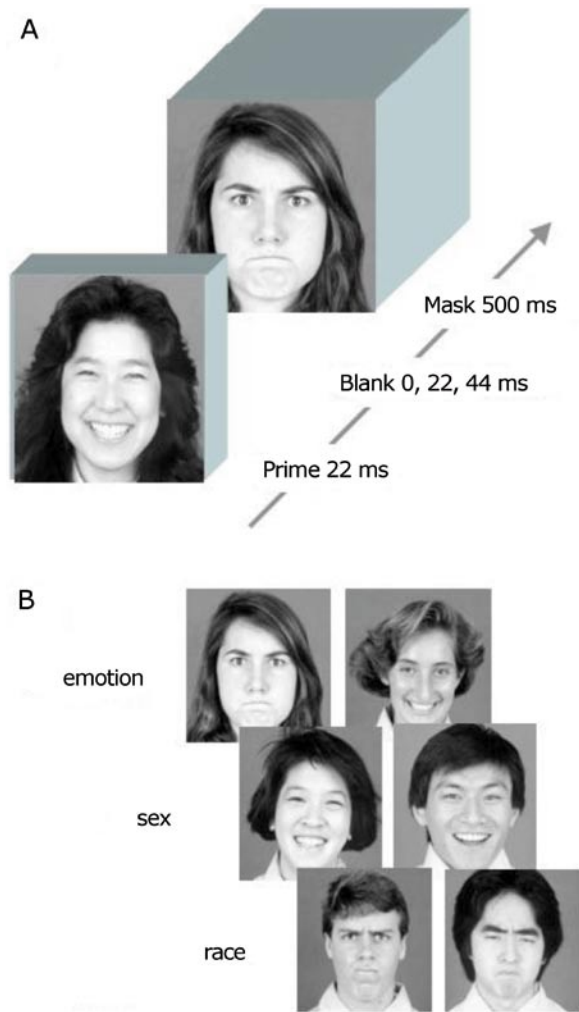 A
Mask 500 ms
Blank 0, 22, 44 ms
Prime 22 ms
B
emotion
sex
race